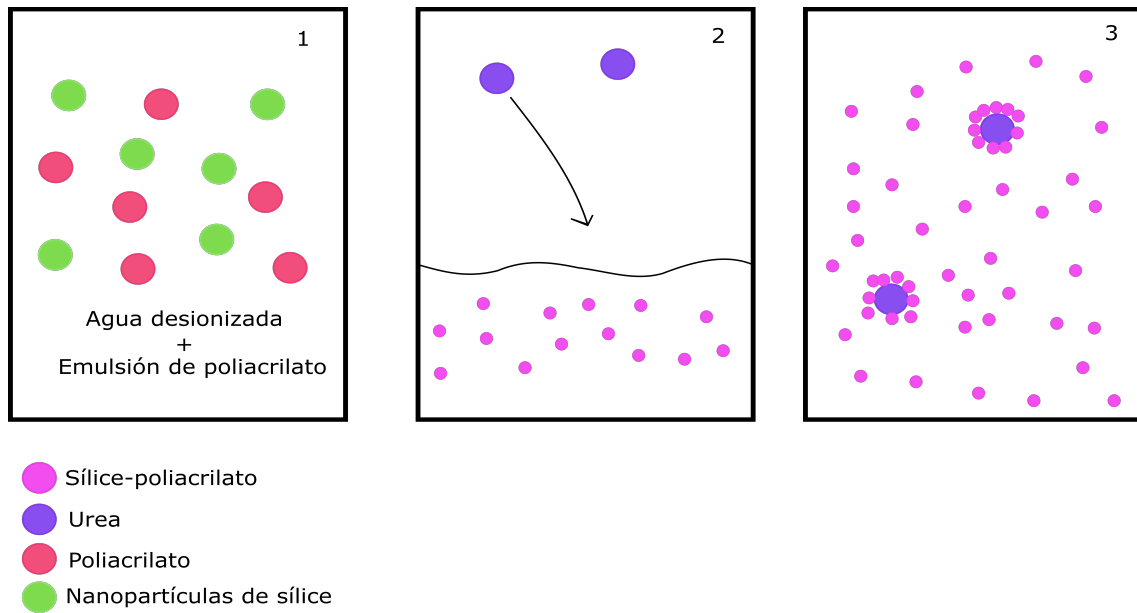 1
2
3
Agua desionizada
+
Emulsión de poliacrilato
Sílice-poliacrilato
Urea
Poliacrilato
Nanopartículas de sílice